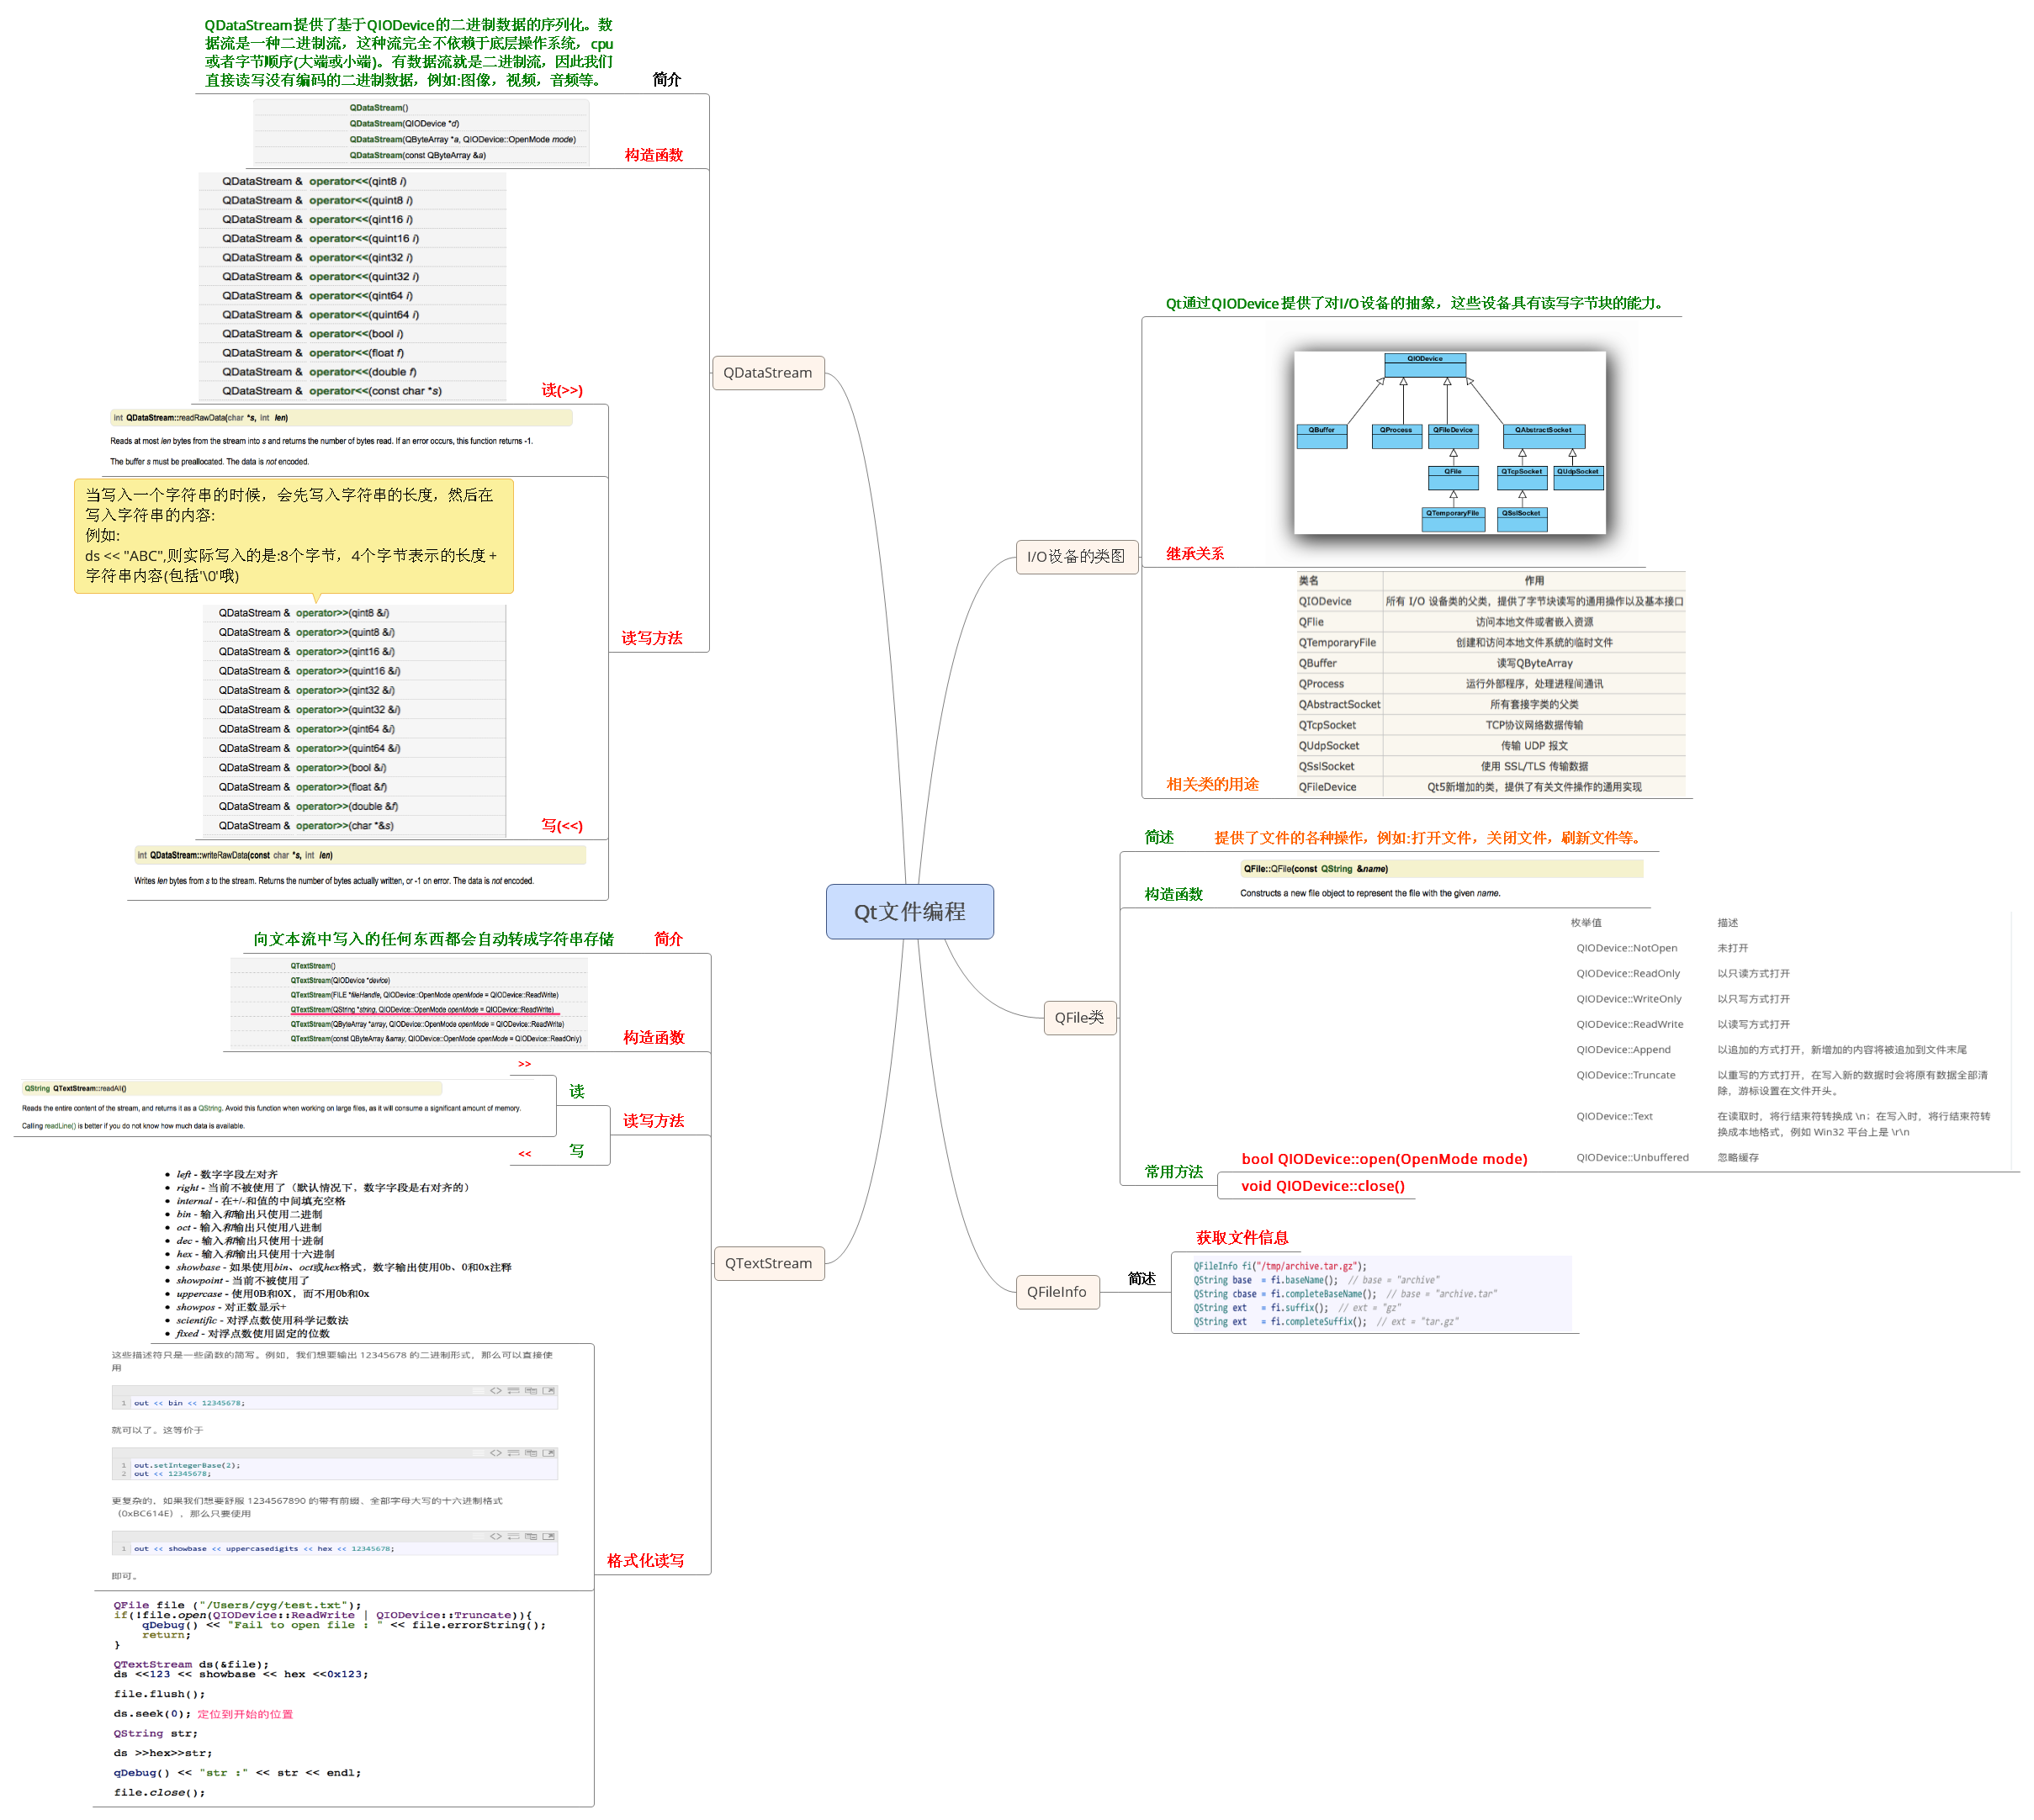 QDataStream提供了基于QIODevice的二进制数据的序列化。数
据流是一种二进制流，这种流完全不依赖于底层操作系统，cpu
或者字节顺序(大端或小端)。有数据流就是二进制流，因此我们
直接读写没有编码的二进制数据，例如:图像，视频，音频等。
简介
QDataStream()
QDataStream(QIODevice *d)
QDataStream(QByteArray *a, QIODevice::OpenMode mode)
QDataStream(const QByteArray &a)
构造函数
QDataStream & operator<<(qint8 i)
QDataStream & operator<<(quint8 i)
QDataStream & operator<<(qint16 i)
QDataStream & operator<<(quint16 i)
QDataStream & operator<<(qint32 i)
QDataStream & operator<<(quint32 i)
QDataStream & operator<<(qint64 i)
QDataStream & operator<<(quint64 i)
QDataStream & operator<<(bool i)
QDataStream & operator<<(float f)
QDataStream & operator<<(double f)
QDataStream & operator<<(const char *s)
读(>>)
int QDataStream::readRawData(char *s, int len)
Reads at most len bytes from the stream into s and returns the number of bytes read. If an error occurs, this function returns -1.
The buffer s must be preallocated. The data is not encoded.
当写入一个字符串的时候，会先写入字符串的长度，然后在
写入字符串的内容:
例如:
ds << "ABC",则实际写入的是:8个字节，4个字节表示的长度 +
字符串内容(包括'\0'哦)
QDataStream & operator>>(qint8 &i)
QDataStream & operator>>(quint8 &i)
QDataStream & operator>>(qint16 &i)
QDataStream & operator>>(quint16 &i)
QDataStream & operator>>(qint32 &i)
QDataStream & operator>>(quint32 &i)
QDataStream & operator>>(qint64 &i)
QDataStream & operator>>(quint64 &i)
QDataStream & operator>>(bool &i)
QDataStream & operator>>(float &f)
QDataStream & operator>>(double &f)
QDataStream & operator>>(char *&s)
写(<<)
读写方法
int QDataStream::writeRawData(const char *s, int len)
Writes len bytes from s to the stream. Returns the number of bytes actually written, or -1 on error. The data is not encoded.
QDataStream
向文本流中写入的任何东西都会自动转成字符串存储
简介
QTextStream()
QTextStream(QIODevice *device)
QTextStream(FILE *fileHandle, QIODevice::OpenMode openMode = QIODevice::ReadWrite)
QTextStream(QString *string, QIODevice::OpenMode openMode = QIODevice::ReadWrite)
QTextStream(QByteArray *array, QIODevice::OpenMode openMode = QIODevice::ReadWrite)
QTextStream(const QByteArray &array, QIODevice::OpenMode openMode = QIODevice::ReadOnly)
构造函数
>>
读
QString QTextStream::readAll()
Reads the entire content of the stream, and returns it as a QString. Avoid this function when working on large files, as it will consume a significant amount of memory.
Calling readLine() is better if you do not know how much data is available.
读写方法
<<
写
• left - 数字字段左对齐
• right - 当前不被使用了（默认情况下，数字字段是右对齐的）
• internal - 在+/-和值的中间填充空格
• bin - 输入和输出只使用二进制
• oct - 输入和输出只使用八进制
• dec - 输入和输出只使用十进制
• hex - 输入和输出只使用十六进制
• showbase - 如果使用bin、oct或hex格式，数字输出使用0b、0和0x注释
• showpoint - 当前不被使用了
• uppercase - 使用0B和0X，而不用0b和0x
• showpos - 对正数显示+
• scientific - 对浮点数使用科学记数法
• fixed - 对浮点数使用固定的位数
这些描述符只是一些函数的简写。例如，我们想要输出 12345678 的二进制形式，那么可以直接使
用
1 out << bin << 12345678;
就可以了。这等价于
1 out.setIntegerBase(2);
2 out << 12345678;
更复杂的，如果我们想要舒服 1234567890 的带有前缀、全部字母大写的十六进制格式
（0xBC614E），那么只要使用
1 out << showbase << uppercasedigits << hex << 12345678;
即可。
格式化读写
QFile file ("/Users/cyg/test.txt");
if(!file.open(QIODevice::ReadWrite | QIODevice::Truncate)){
qDebug() << "Fail to open file : " << file.errorString();
return;
}
QTextStream ds(&file);
ds <<123 << showbase << hex <<0x123;
file.flush();
ds.seek(0); 定位到开始的位置
QString str;
ds >>hex>>str;
qDebug() << "str :" << str << endl;
file.close();
QTextStream
Qt文件编程
Qt通过QIODevice提供了对I/O设备的抽象，这些设备具有读写字节块的能力。
QIODevice
QBuffer
QProcess
QFileDevice
QAbstractSocket
QFile
QTcpSocket
QUdpSocket
QTemporaryFile
QSslSocket
继承关系
I/O设备的类图
类名 作用
QIODevice 所有 I/O 设备类的父类，提供了字节块读写的通用操作以及基本接口
QFlie 访问本地文件或者嵌入资源
QTemporaryFile 创建和访问本地文件系统的临时文件
QBuffer 读写QByteArray
QProcess 运行外部程序，处理进程间通讯
QAbstractSocket 所有套接字类的父类
QTcpSocket TCP协议网络数据传输
QUdpSocket 传输 UDP 报文
QSslSocket 使用 SSL/TLS 传输数据
QFileDevice Qt5新增加的类，提供了有关文件操作的通用实现
相关类的用途
简述 提供了文件的各种操作，例如:打开文件，关闭文件，刷新文件等。
QFile::QFile(const QString &name)
Constructs a new file object to represent the file with the given name.
构造函数
QFile类
枚举值 描述
QIODevice::NotOpen 未打开
QIODevice::ReadOnly 以只读方式打开
QIODevice::WriteOnly 以只写方式打开
QIODevice::ReadWrite 以读写方式打开
QIODevice::Append 以追加的方式打开，新增加的内容将被追加到文件末尾
QIODevice::Truncate 以重写的方式打开，在写入新的数据时会将原有数据全部清
除，游标设置在文件开头。
QIODevice::Text 在读取时，将行结束符转换成 \n；在写入时，将行结束符转
换成本地格式，例如 Win32 平台上是 \r\n
QIODevice::Unbuffered 忽略缓存
bool QIODevice::open(OpenMode mode)
常用方法
void QIODevice::close()
获取文件信息
QFileInfo
简述
QFileInfo fi("/tmp/archive.tar.gz");
QString base = fi.baseName(); // base = "archive"
QString cbase = fi.completeBaseName(); // base = "archive.tar"
QString ext = fi.suffix(); // ext = "gz"
QString ext = fi.completeSuffix(); // ext = "tar.gz"